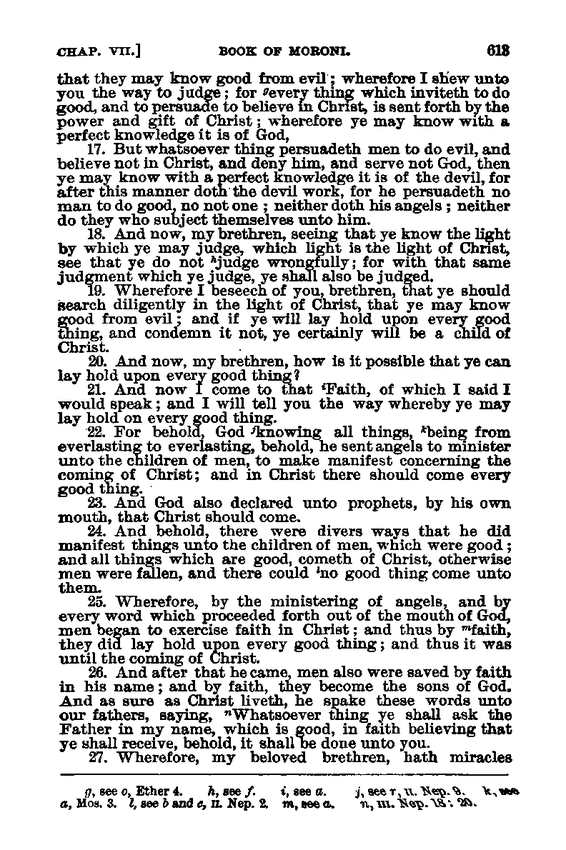 CHAP. VII.] BOOK OF MORONI. 613
that they may know good from evil; wherefore I shew unto
you the way to judge; for ᵍevery thing which inviteth to do
good, and to persuade to believe in Christ, is sent forth by the
power and gift of Christ; wherefore ye may know with a
perfect knowledge it is of God,
17. But whatsoever thing persuadeth men to do evil, and
believe not in Christ, and deny him, and serve not God, then
ye may know with a perfect knowledge it is of the devil, for
after this manner doth the devil work, for he persuadeth no
man to do good, no not one; neither doth his angels; neither
do they who subject themselves unto him.
18. And now, my brethren, seeing that ye know the light
by which ye may judge, which light is the light of Christ,
see that ye do not ʰjudge wrongfully; for with that same
judgment which ye judge, ye shall also be judged.
19. Wherefore I beseech of you, brethren, that ye should
search diligently in the light of Christ, that ye may know
good from evil; and if ye will lay hold upon every good
thing, and condemn it not, ye certainly will be a child of
Christ.
20. And now, my brethren, how is it possible that ye can
lay hold upon every good thing?
21. And now I come to that ⁱFaith, of which I said I
would speak; and I will tell you the way whereby ye may
lay hold on every good thing.
22. For behold, God ʲknowing all things, ᵏbeing from
everlasting to everlasting, behold, he sent angels to minister
unto the children of men, to make manifest concerning the
coming of Christ; and in Christ there should come every
good thing.
23. And God also declared unto prophets, by his own
mouth, that Christ should come.
24. And behold, there were divers ways that he did
manifest things unto the children of men, which were good;
and all things which are good, cometh of Christ, otherwise
men were fallen, and there could ˡno good thing come unto
them.
25. Wherefore, by the ministering of angels, and by
every word which proceeded forth out of the mouth of God,
men began to exercise faith in Christ; and thus by ᵐfaith,
they did lay hold upon every good thing; and thus it was
until the coming of Christ.
26. And after that he came, men also were saved by faith
in his name; and by faith, they become the sons of God.
And as sure as Christ liveth, he spake these words unto
our fathers, saying, ⁿWhatsoever thing ye shall ask the
Father in my name, which is good, in faith believing that
ye shall receive, behold, it shall be done unto you.
27. Wherefore, my beloved brethren, hath miracles
g, see o, Ether 4. h, see f. i, see a. j, see r, II. Nep. 9. k, see
a, Mos. 3. l, see b and c, II. Nep. 2. m, see a. n, III. Nep. 18: 20.